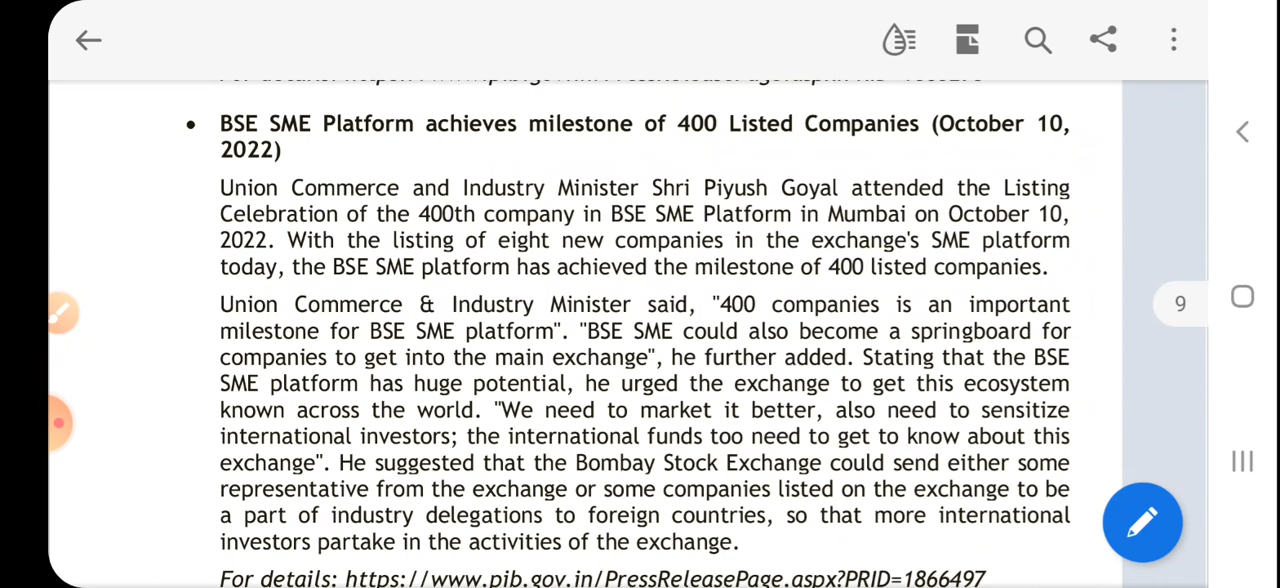 • BSE SME Platform achieves milestone of 400 Listed Companies (October 10,
2022)
Union Commerce and Industry Minister Shri Piyush Goyal attended the Listing
Celebration of the 400th company in BSE SME Platform in Mumbai on October 10,
2022. With the listing of eight new companies in the exchange's SME platform
today, the BSE SME platform has achieved the milestone of 400 listed companies.
Union Commerce & Industry Minister said, "400 companies is an important
milestone for BSE SME platform". "BSE SME could also become a springboard for
companies to get into the main exchange", he further added. Stating that the BSE
SME platform has huge potential, he urged the exchange to get this ecosystem
known across the world. "We need to market it better, also need to sensitize
international investors; the international funds too need to get to know about this
exchange". He suggested that the Bombay Stock Exchange could send either some
representative from the exchange or some companies listed on the exchange to be
a part of industry delegations to foreign countries, so that more international
investors partake in the activities of the exchange.
For details: https://www.pib.gov.in/PressReleasePage.aspx?PRID=1866497
9